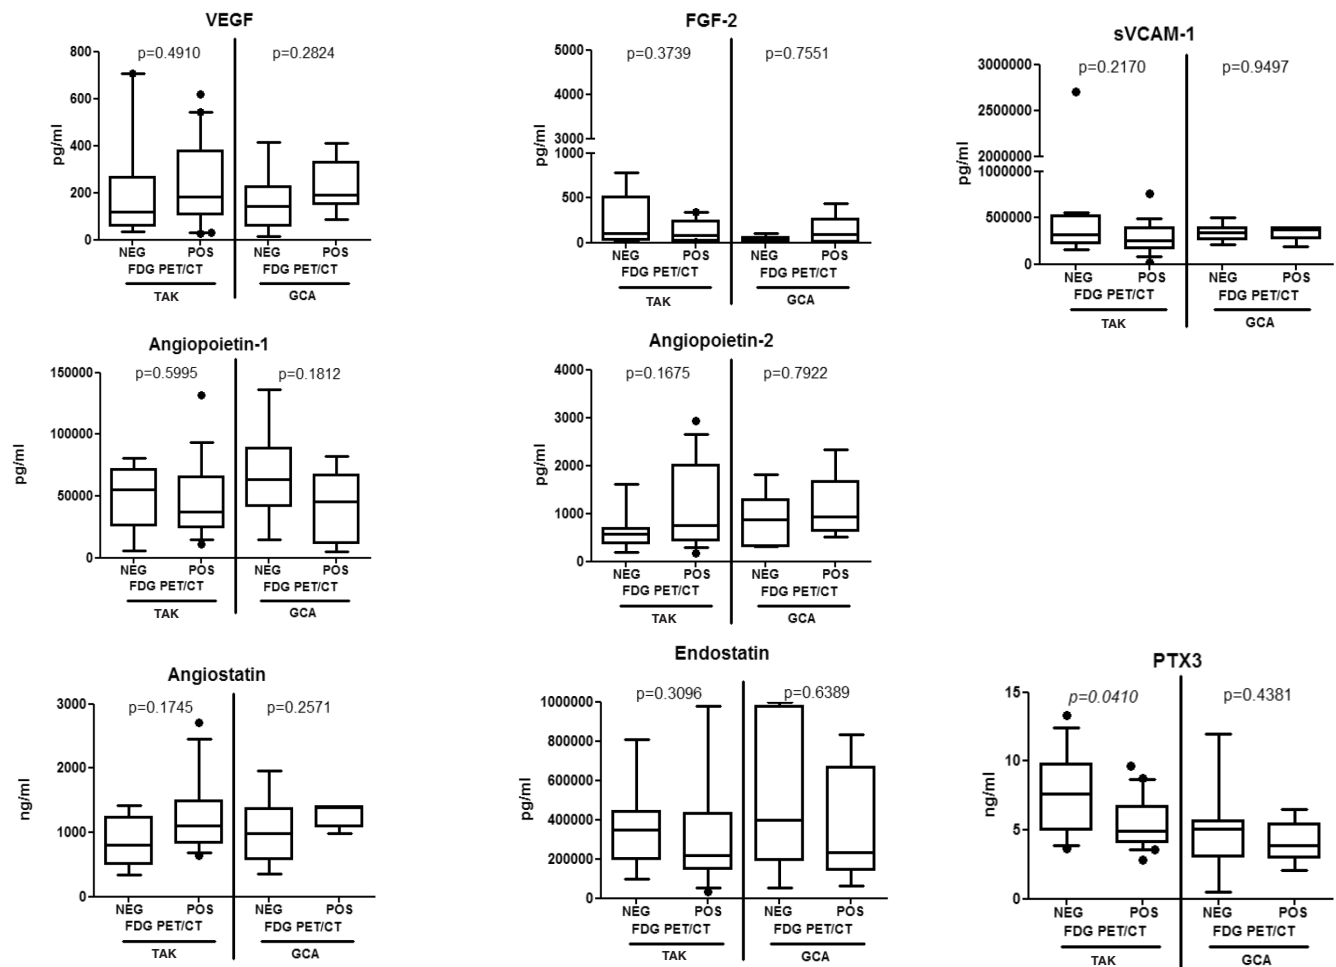 VEGF
p=0.4910 p=0.2824
800
600
400
200
0
pg/ml
NEG POS NEG POS
FDG PET/CT FDG PET/CT
TAK GCA
FGF-2
p=0.3739 p=0.7551
5000
4000
3000
1000
500
0
pg/ml
NEG POS NEG POS
FDG PET/CT FDG PET/CT
TAK GCA
sVCAM-1
p=0.2170 p=0.9497
3000000
2500000
2000000
1000000
500000
0
pg/ml
NEG POS NEG POS
FDG PET/CT FDG PET/CT
TAK GCA
Angiopoietin-1
p=0.5995 p=0.1812
150000
100000
50000
0
pg/ml
NEG POS NEG POS
FDG PET/CT FDG PET/CT
TAK GCA
Angiopoietin-2
p=0.1675 p=0.7922
4000
3000
2000
1000
0
pg/ml
NEG POS NEG POS
FDG PET/CT FDG PET/CT
TAK GCA
Angiostatin
p=0.1745 p=0.2571
3000
2000
1000
0
ng/ml
NEG POS NEG POS
FDG PET/CT FDG PET/CT
TAK GCA
Endostatin
p=0.3096 p=0.6389
1000000
800000
600000
400000
200000
0
pg/ml
NEG POS NEG POS
FDG PET/CT FDG PET/CT
TAK GCA
PTX3
p=0.0410 p=0.4381
15
10
5
0
ng/ml
NEG POS NEG POS
FDG PET/CT FDG PET/CT
TAK GCA